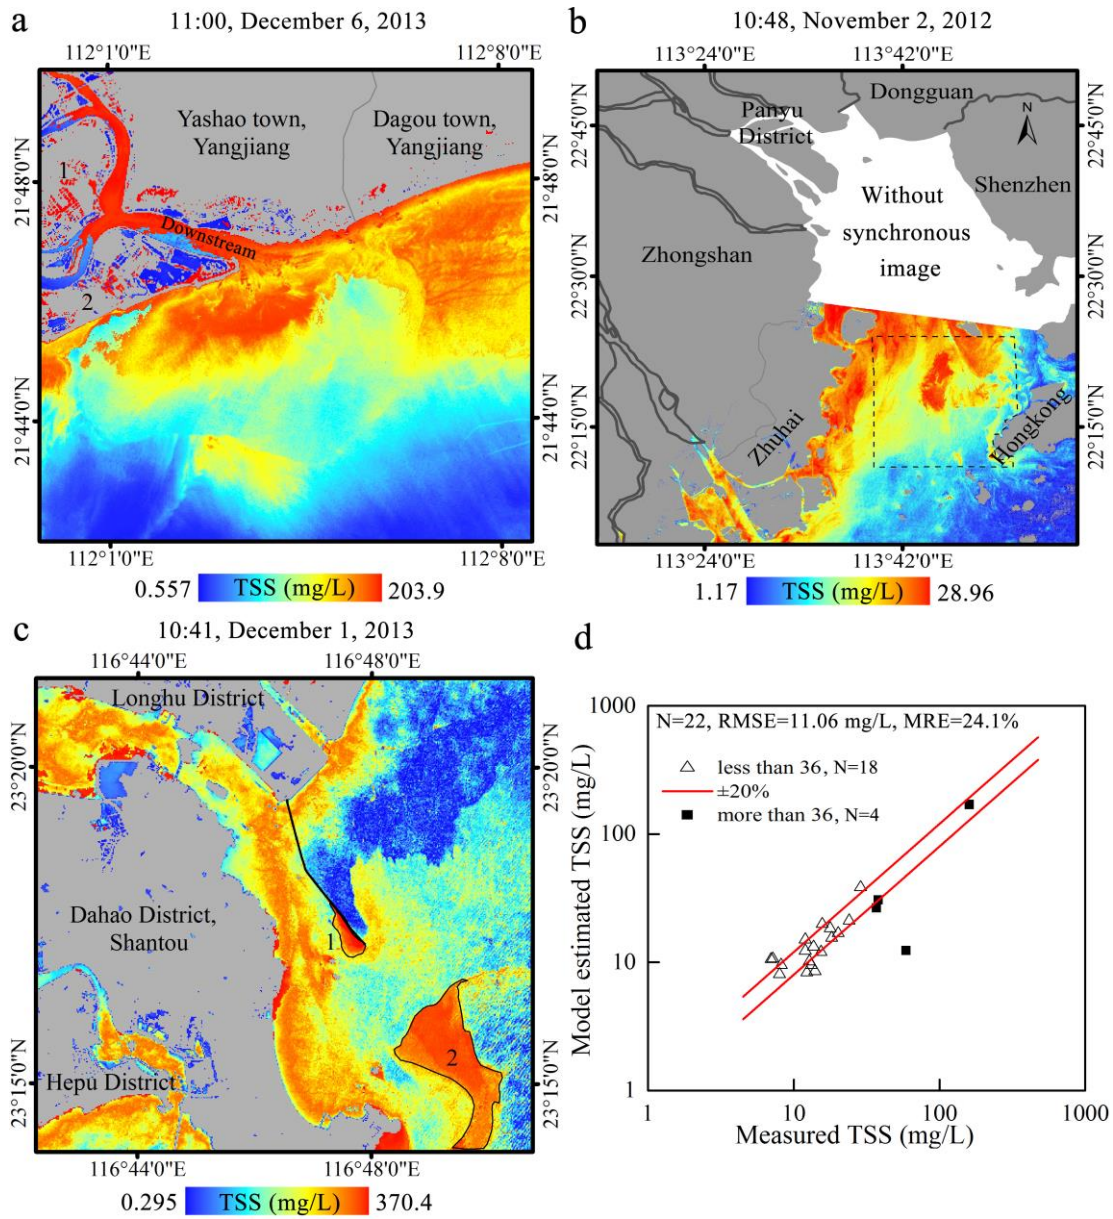 a
11:00, December 6, 2013
112°1'0"E
112°8'0"E
21°48'0"N
21°44'0"N
21°48'0"N
21°44'0"N
Yashao town,
Yangjiang
Dagou town,
Yangjiang
1
Downstream
2
112°1'0"E
112°8'0"E
0.557
TSS (mg/L)
203.9
b
10:48, November 2, 2012
113°24'0"E
113°42'0"E
22°45'0"N
22°30'0"N
22°15'0"N
22°45'0"N
22°30'0"N
22°15'0"N
Dongguan
Panyu
District
N
Shenzhen
Without
synchronous
image
Zhongshan
Zhuhai
Hongkong
113°24'0"E
113°42'0"E
1.17
TSS (mg/L)
28.96
c
10:41, December 1, 2013
116°44'0"E
116°48'0"E
23°20'0"N
23°15'0"N
23°20'0"N
23°15'0"N
Longhu District
Dahao District,
Shantou
1
2
Hepu District
116°44'0"E
116°48'0"E
0.295
TSS (mg/L)
370.4
d
Model estimated TSS (mg/L)
1000
100
10
1
N=22, RMSE=11.06 mg/L, MRE=24.1%
less than 36, N=18
±20%
more than 36, N=4
1
10
100
1000
Measured TSS (mg/L)